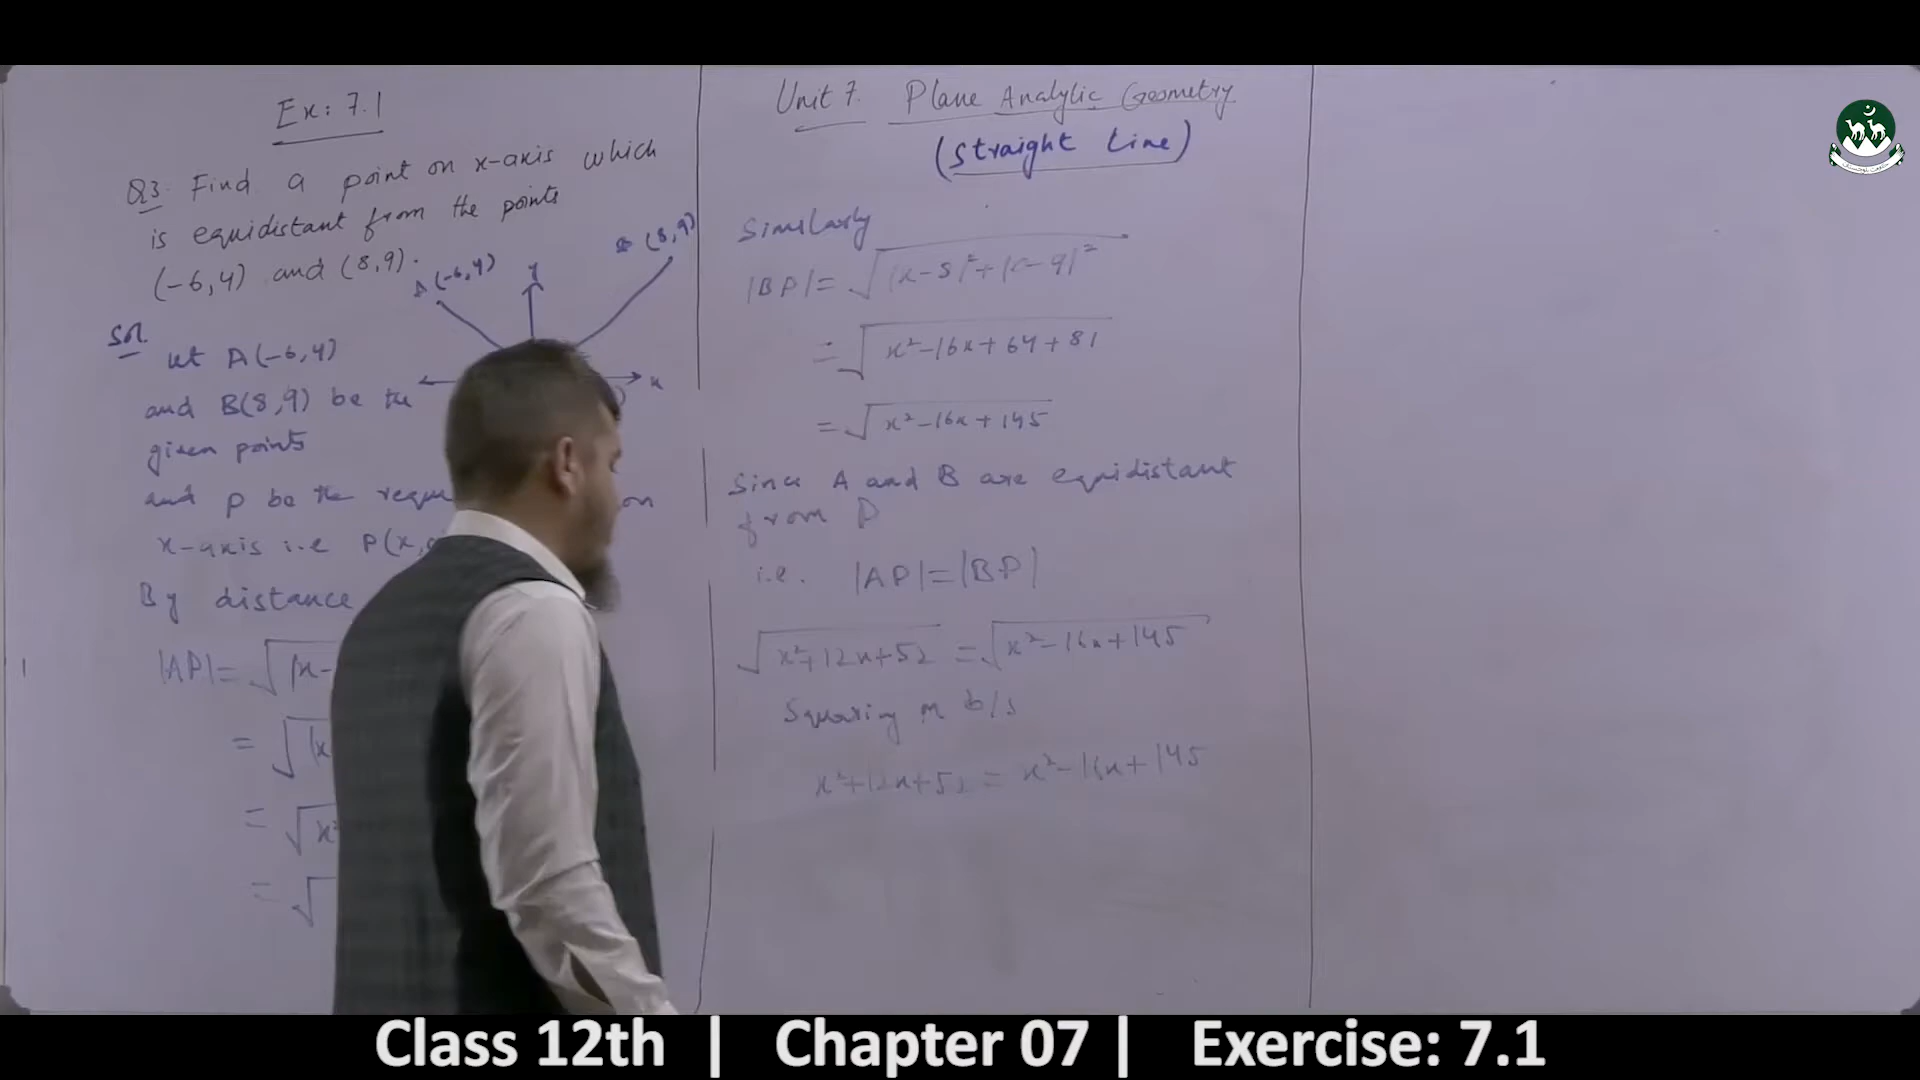 Ex: 7.1
Q3. Find a point on x-axis which
is equidistant from the points
(-6,4) and (8,9).
A (-6,4)
B (8,9)
y
x
Sol.
let A(-6,4)
and B(8,9) be the
given points
and P be the on
x-axis i.e P(x,
By distance
|AP| = √|x-
= √|x
= √x²
= √
Unit 7. Plane Analytic Geometry
(Straight Line)
Similarly
|BP| = √|x-8|²+|0-9|²
= √x²-16x+64+81
= √x²-16x+145
Since A and B are equidistant
from P
i.e. |AP|=|BP|
√x²+12x+52 = √x²-16x+145
Squaring on b/s
x²+12x+52 = x²-16x+145
Class 12th | Chapter 07 | Exercise: 7.1